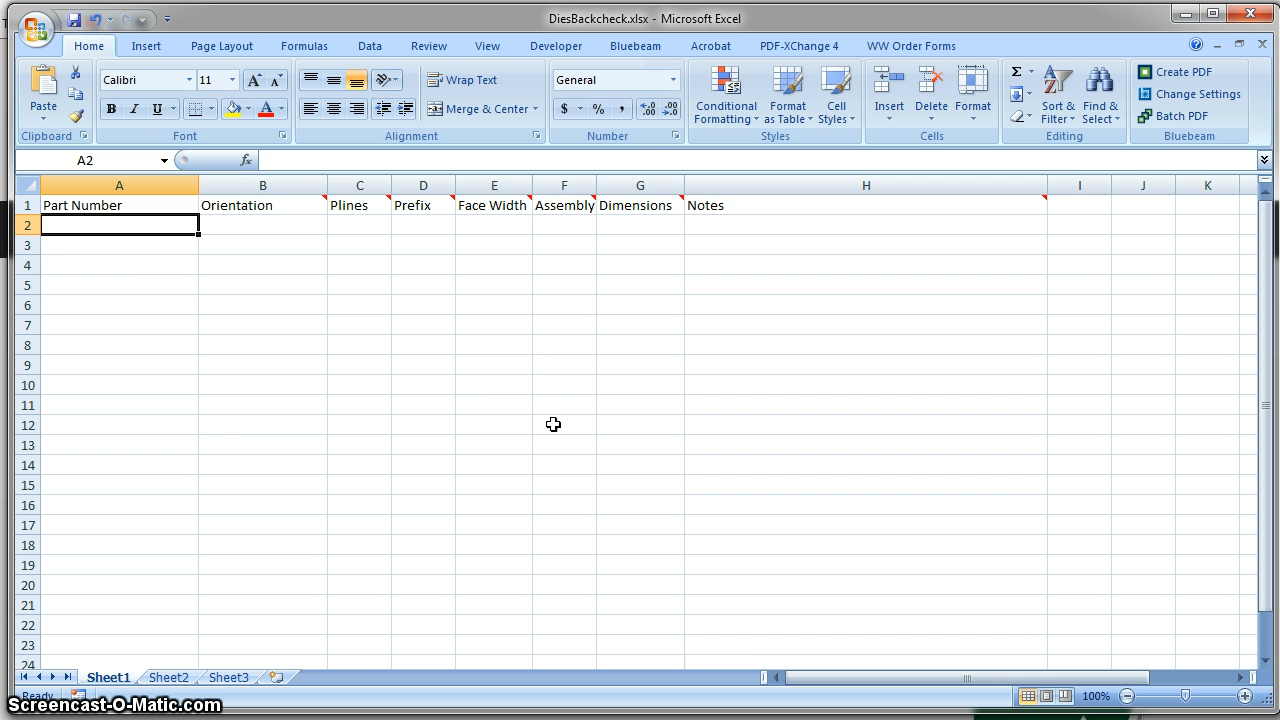 DiesBackcheck.xlsx - Microsoft Excel
Home Insert Page Layout Formulas Data Review View Developer Bluebeam Acrobat PDF-XChange 4 WW Order Forms
Paste
Clipboard
Calibri 11
B I U
Font
Wrap Text
Merge & Center
Alignment
General
$ % ,
Number
Conditional Formatting
Format as Table
Cell Styles
Styles
Insert Delete Format
Cells
Sort & Filter
Find & Select
Editing
Create PDF
Change Settings
Batch PDF
Bluebeam
A2 fx
A B C D E F G H I J K
1 Part Number Orientation Plines Prefix Face Width Assembly Dimensions Notes
2
3
4
5
6
7
8
9
10
11
12
13
14
15
16
17
18
19
20
21
22
23
24
Sheet1 Sheet2 Sheet3
Ready 100%
Screencast-O-Matic.com